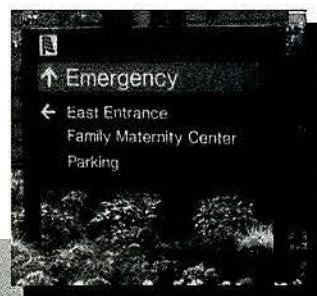 ↑ Emergency
← East Entrance
Family Maternity Center
Parking